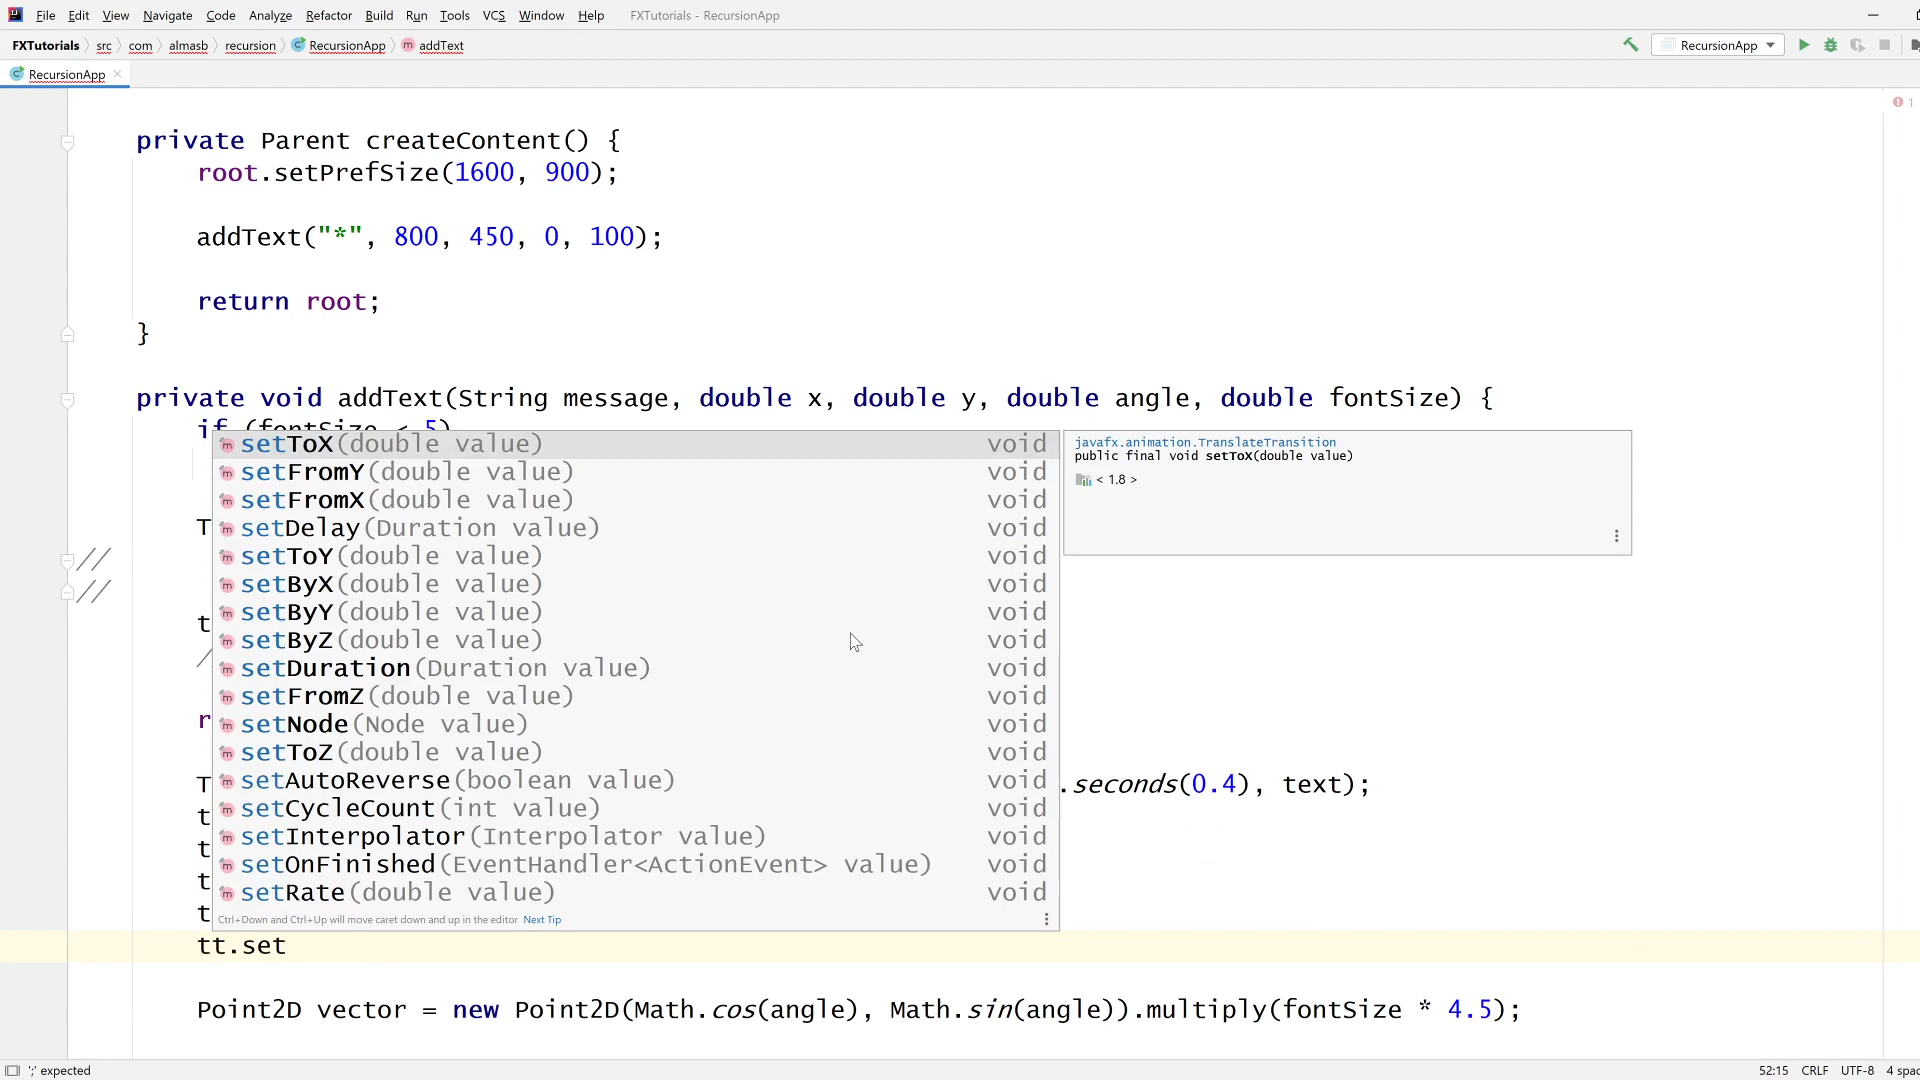 File Edit View Navigate Code Analyze Refactor Build Run Tools VCS Window Help FXTutorials - RecursionApp
FXTutorials src com almasb recursion RecursionApp addText RecursionApp
RecursionApp
1
private Parent createContent() {
root.setPrefSize(1600, 900);
addText("*", 800, 450, 0, 100);
return root;
}
private void addText(String message, double x, double y, double angle, double fontSize) {
if (fontSize < 5)
setToX(double value) void
setFromY(double value) void
setFromX(double value) void
T setDelay(Duration value) void
// setToY(double value) void
// setByX(double value) void
t setByY(double value) void
/ setByZ(double value) void
setDuration(Duration value) void
setFromZ(double value) void
r setNode(Node value) void
setToZ(double value) void
T setAutoReverse(boolean value) void .seconds(0.4), text);
t setCycleCount(int value) void
t setInterpolator(Interpolator value) void
t setOnFinished(EventHandler<ActionEvent> value) void
t setRate(double value) void
Ctrl+Down and Ctrl+Up will move caret down and up in the editor Next Tip
javafx.animation.TranslateTransition
public final void setToX(double value)
< 1.8 >
tt.set
Point2D vector = new Point2D(Math.cos(angle), Math.sin(angle)).multiply(fontSize * 4.5);
';' expected 52:15 CRLF UTF-8 4 spac